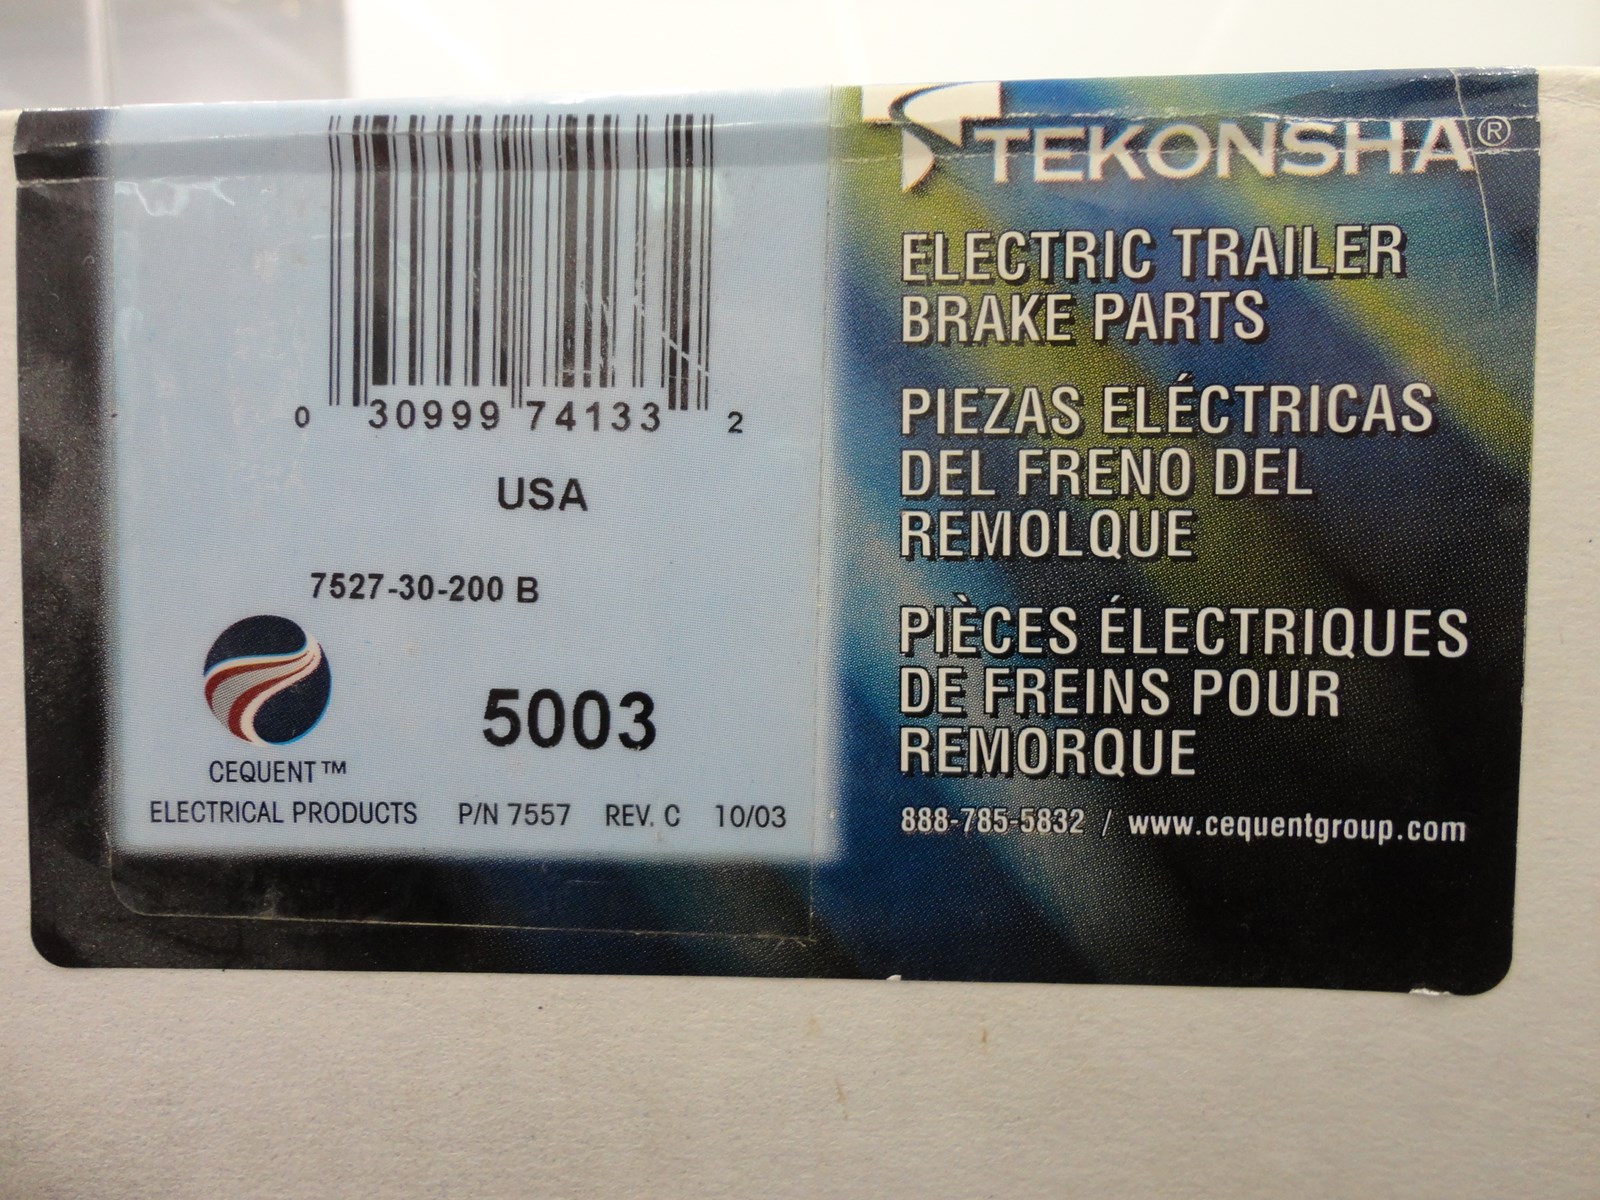 0 30999 74133 2
USA
7527-30-200 B
5003
CEQUENT™
ELECTRICAL PRODUCTS P/N 7557 REV. C 10/03
TEKONSHA®
ELECTRIC TRAILER
BRAKE PARTS
PIEZAS ELÉCTRICAS
DEL FRENO DEL
REMOLQUE
PIÈCES ÉLECTRIQUES
DE FREINS POUR
REMORQUE
888-785-5832 / www.cequentgroup.com